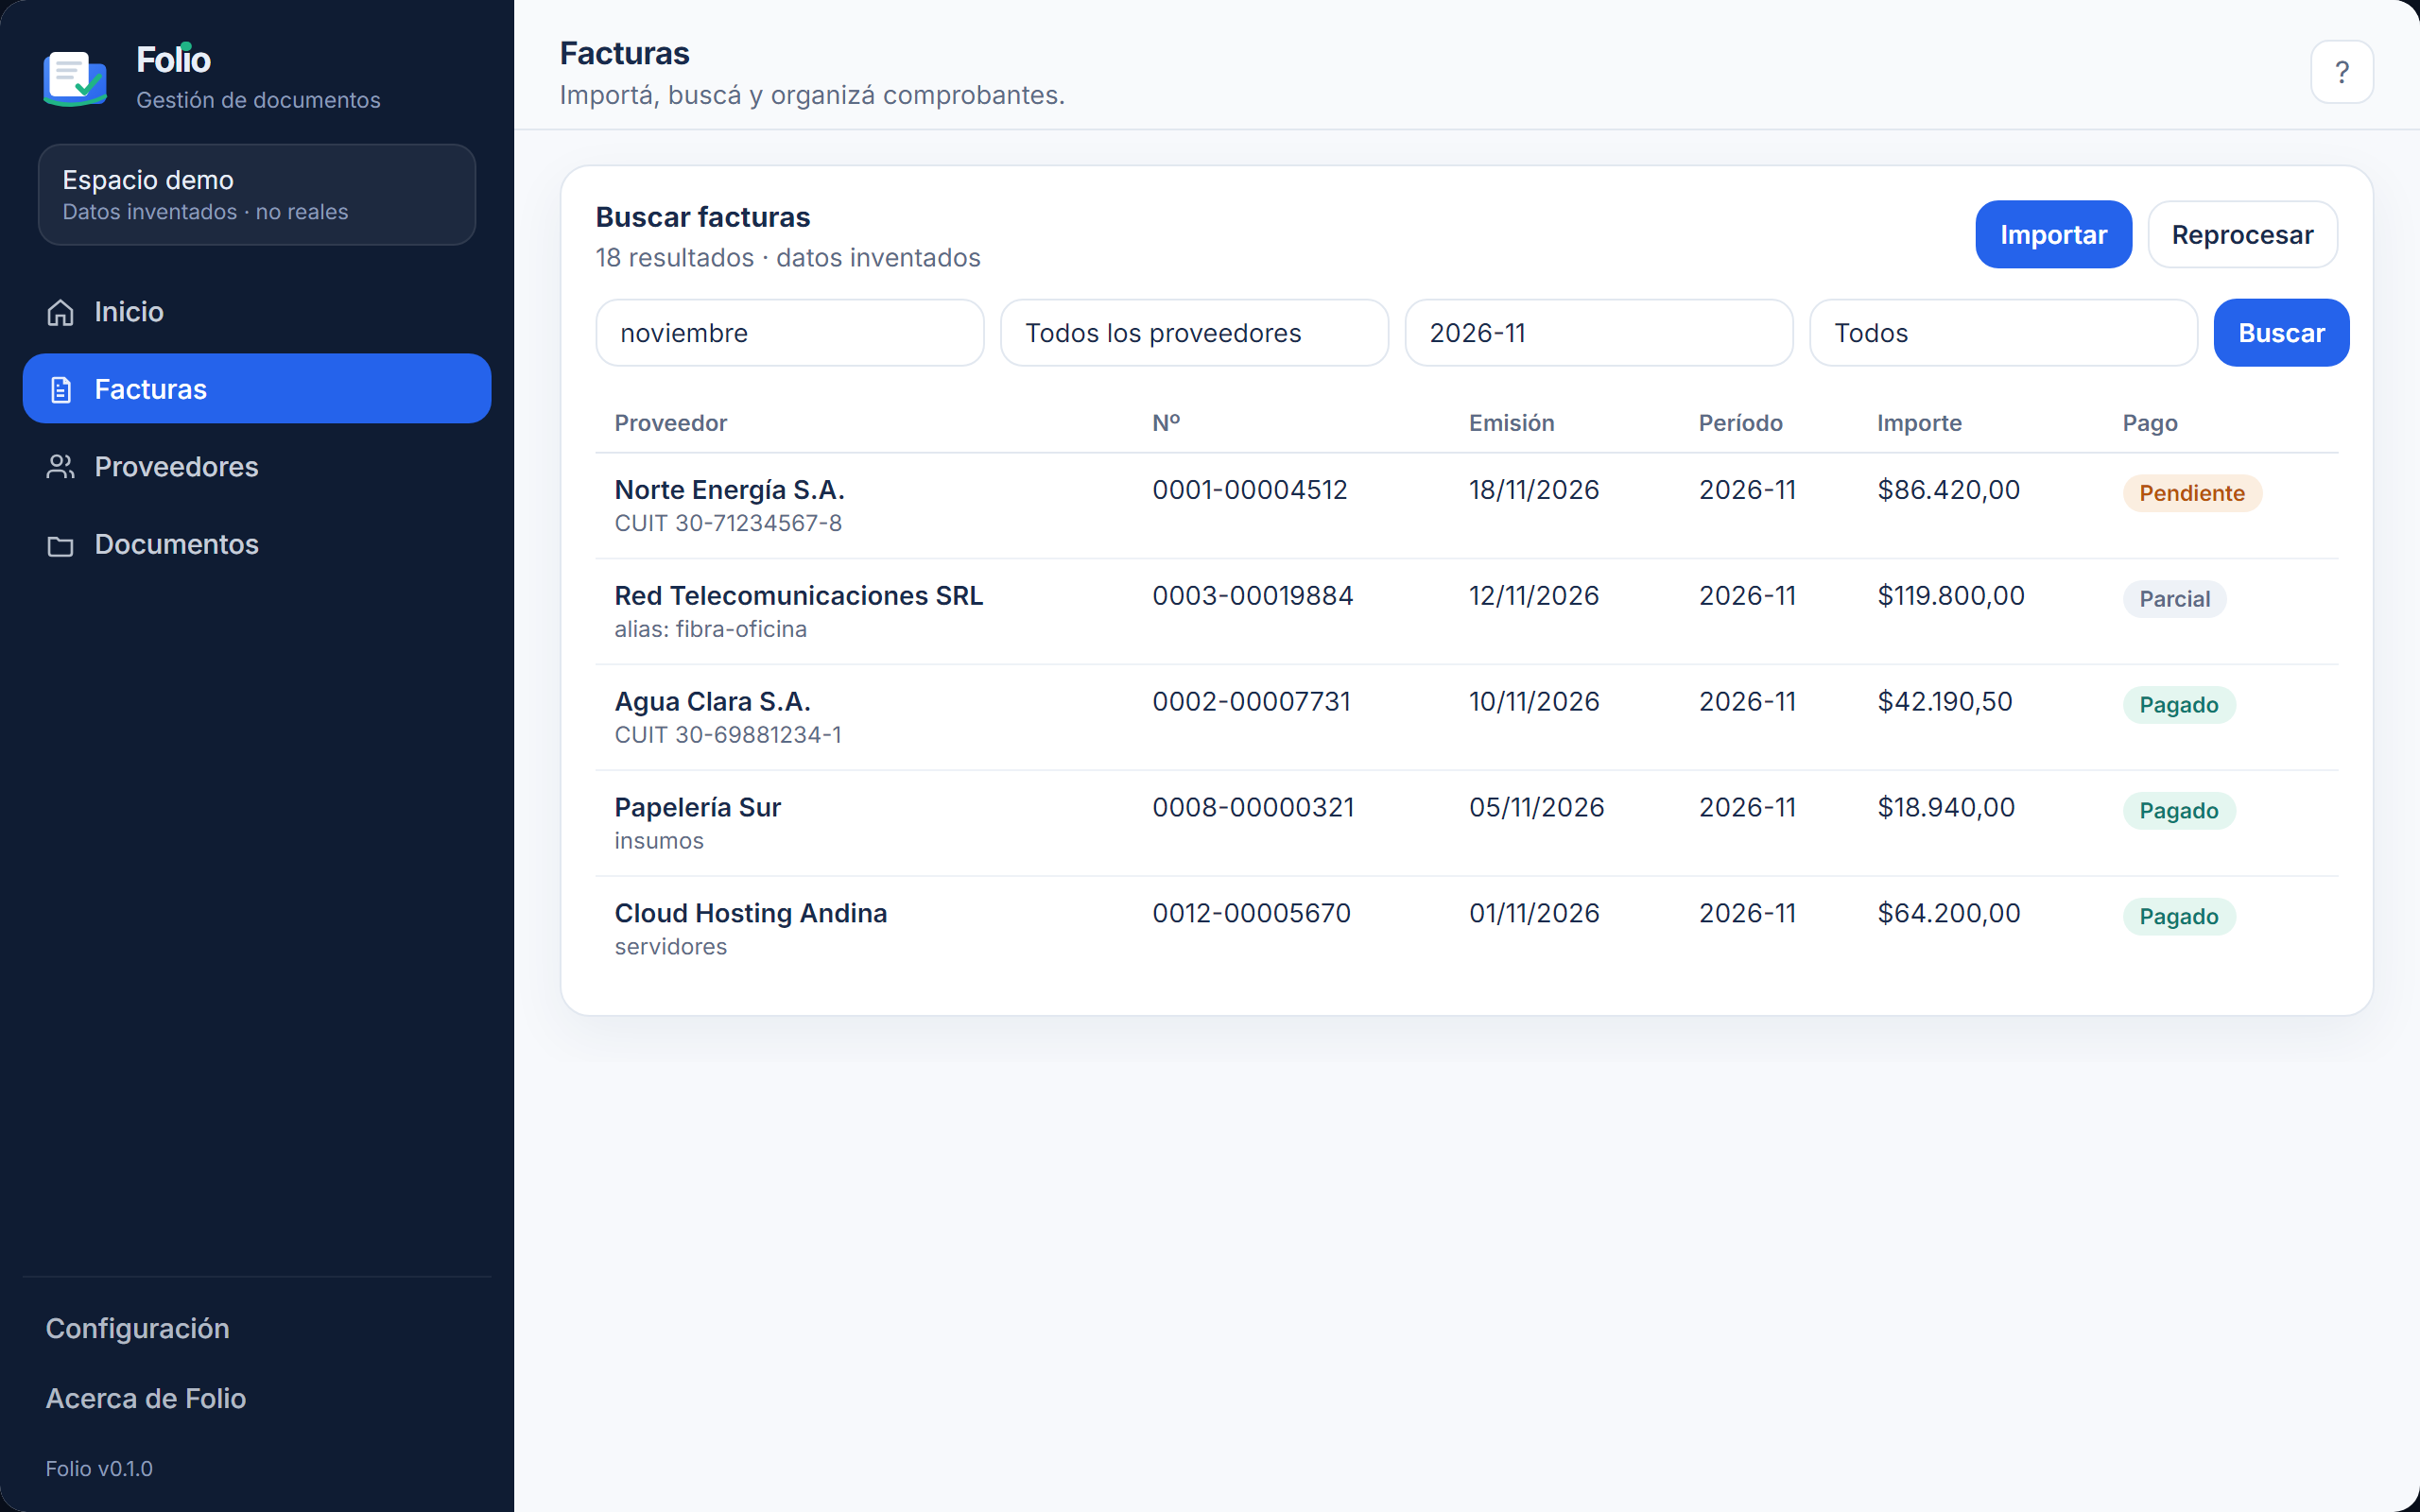 Folio
Gestión de documentos
Espacio demo
Datos inventados · no reales
Inicio
Facturas
Proveedores
Documentos
Configuración
Acerca de Folio
Folio v0.1.0
Facturas
Importá, buscá y organizá comprobantes.
?
Buscar facturas
18 resultados · datos inventados
Importar
Reprocesar
noviembre
Todos los proveedores
2026-11
Todos
Buscar
Proveedor Nº Emisión Período Importe Pago
Norte Energía S.A. 0001-00004512 18/11/2026 2026-11 $86.420,00 Pendiente
CUIT 30-71234567-8
Red Telecomunicaciones SRL 0003-00019884 12/11/2026 2026-11 $119.800,00 Parcial
alias: fibra-oficina
Agua Clara S.A. 0002-00007731 10/11/2026 2026-11 $42.190,50 Pagado
CUIT 30-69881234-1
Papelería Sur 0008-00000321 05/11/2026 2026-11 $18.940,00 Pagado
insumos
Cloud Hosting Andina 0012-00005670 01/11/2026 2026-11 $64.200,00 Pagado
servidores